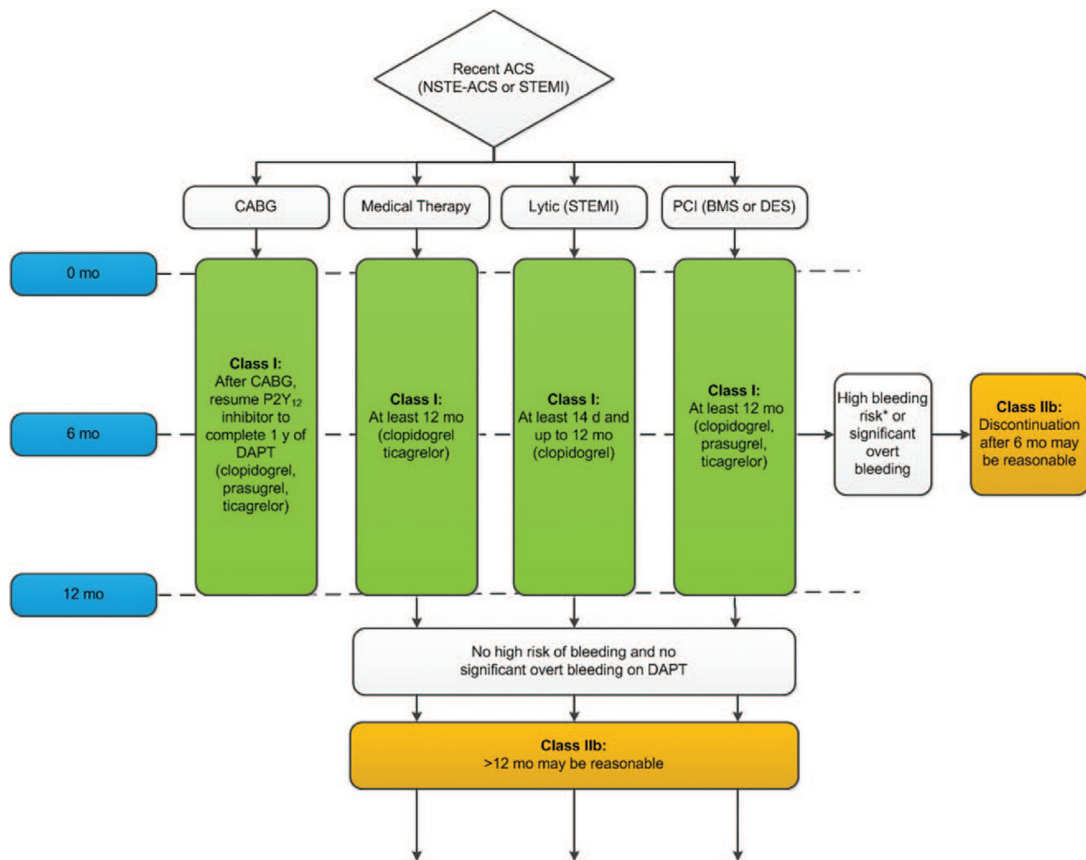 Recent ACS
(NSTE-ACS or STEMI)
CABG
Medical Therapy
Lytic (STEMI)
PCI (BMS or DES)
0 mo
6 mo
12 mo
Class I:
After CABG,
resume P2Y₁₂
inhibitor to
complete 1 y of
DAPT
(clopidogrel,
prasugrel,
ticagrelor)
Class I:
At least 12 mo
(clopidogrel
ticagrelor)
Class I:
At least 14 d and
up to 12 mo
(clopidogrel)
Class I:
At least 12 mo
(clopidogrel,
prasugrel,
ticagrelor)
High bleeding
risk* or
significant
overt
bleeding
Class IIb:
Discontinuation
after 6 mo may
be reasonable
No high risk of bleeding and no
significant overt bleeding on DAPT
Class IIb:
>12 mo may be reasonable